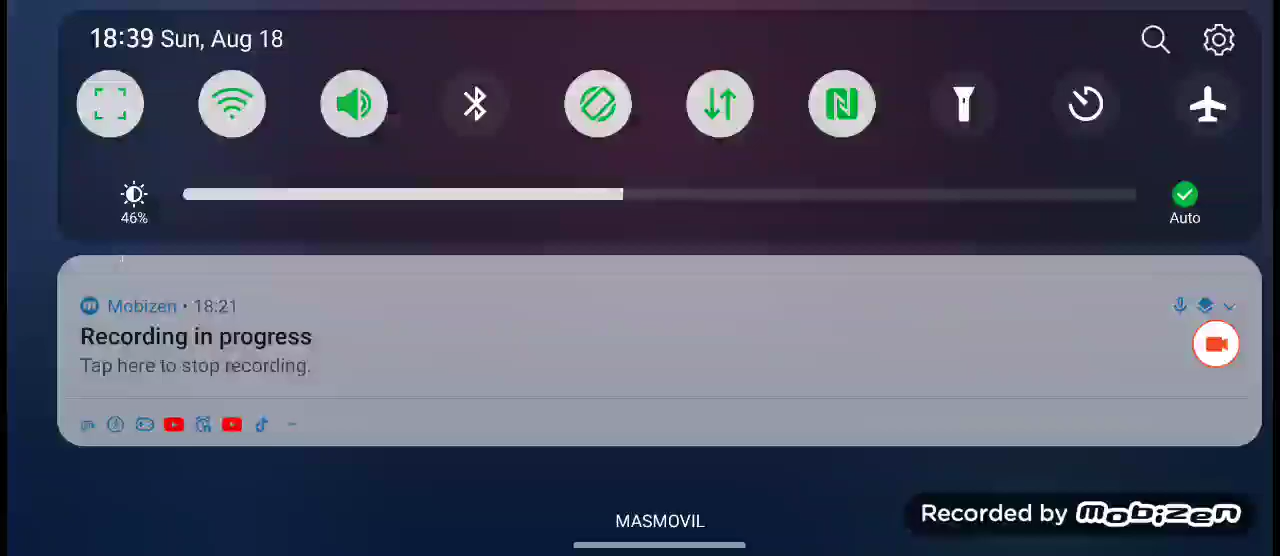 18:39 Sun, Aug 18
46%
Auto
Mobizen • 18:21
Recording in progress
Tap here to stop recording.
MASMOVIL
Recorded by mobizen